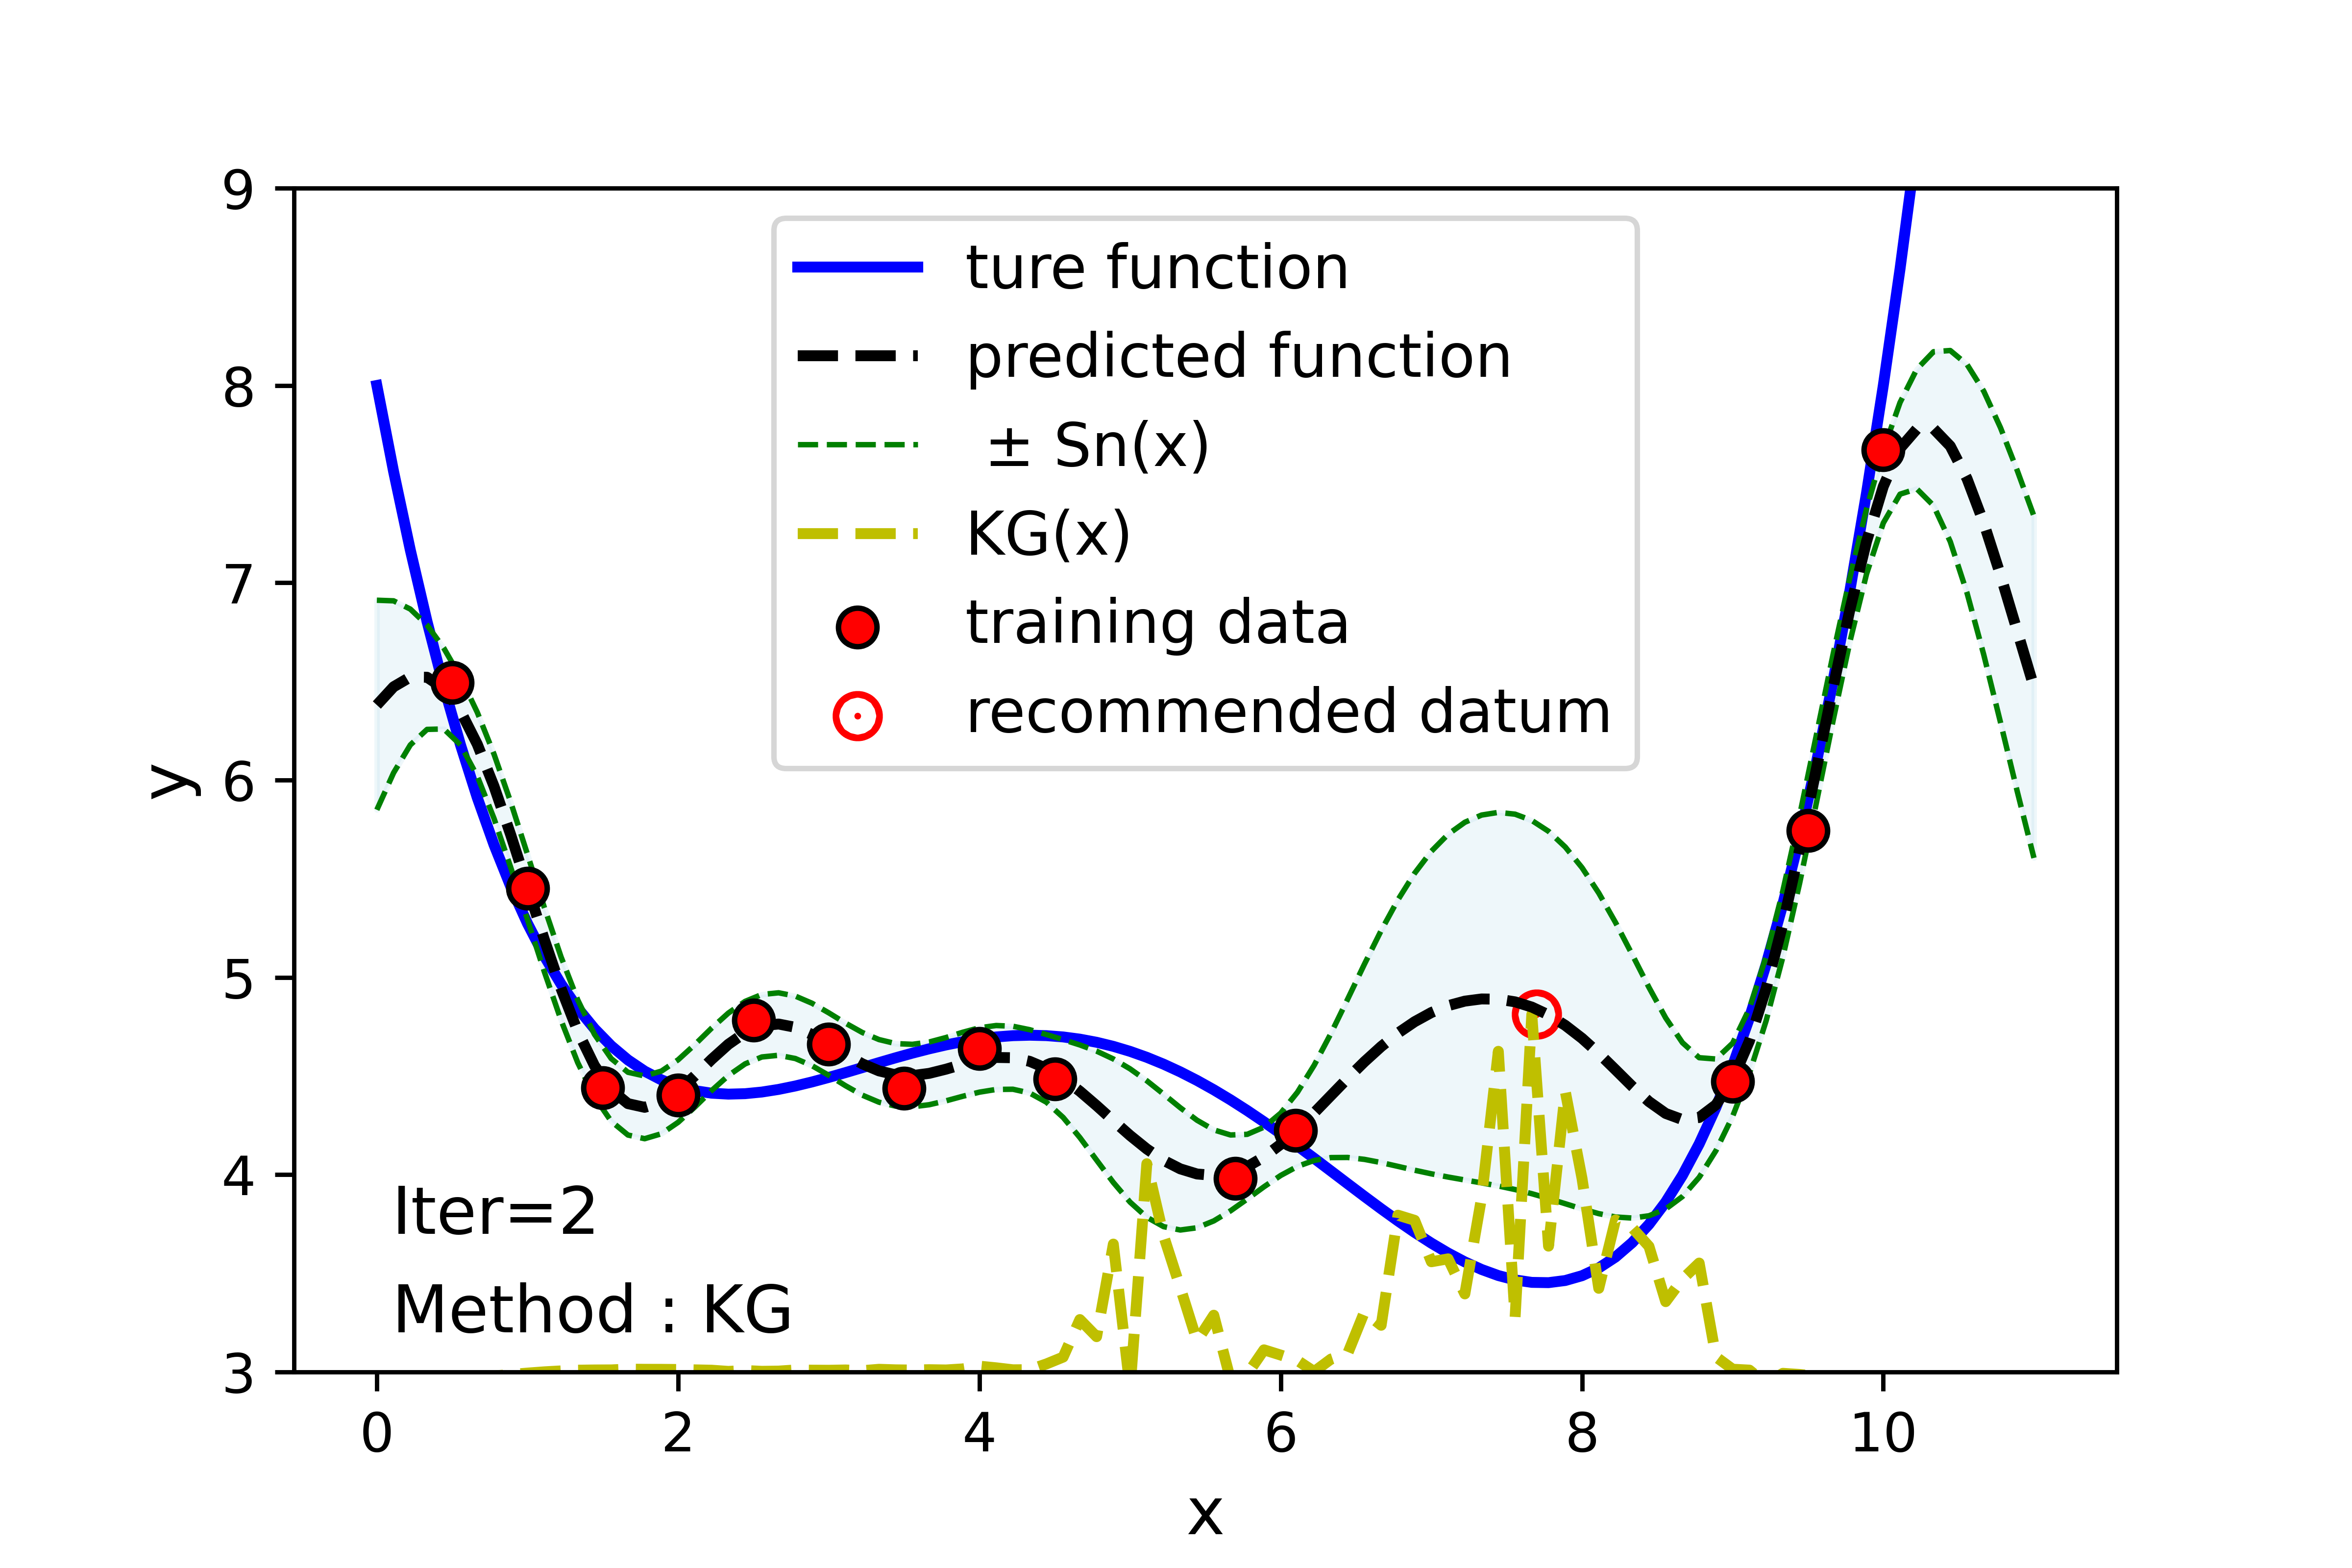 9
8
7
6
5
4
3
y
ture function
predicted function
± Sn(x)
KG(x)
training data
recommended datum
Iter=2
Method : KG
0 2 4 6 8 10
x